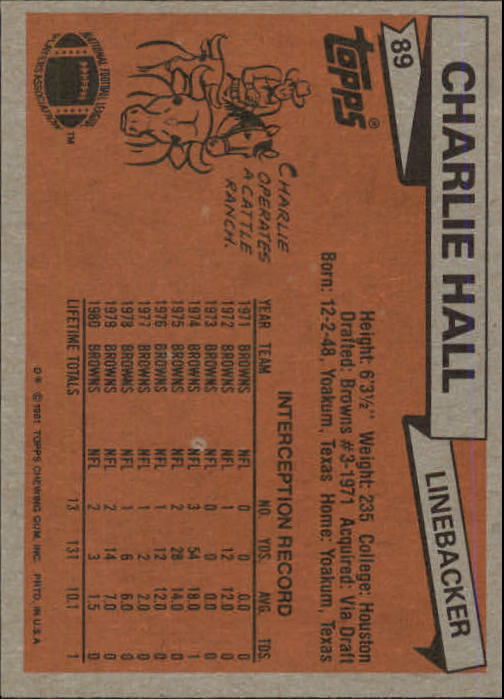 CHARLIE HALL
LINEBACKER
89
topps®
Height: 6'3½'' Weight: 235 College: Houston
Drafted: Browns #3-1971 Acquired: Via Draft
Born: 12-2-48, Yoakum, Texas Home: Yoakum, Texas
CHARLIE
OPERATES
A CATTLE
RANCH.
NATIONAL FOOTBALL LEAGUE
PLAYERS ASSOCIATION
TM
INTERCEPTION RECORD
YEAR TEAM NO. YDS. AVG. TDS.
1971 BROWNS NFL 0 0 0.0 0
1972 BROWNS NFL 1 12 12.0 0
1973 BROWNS NFL 0 0 0.0 0
1974 BROWNS NFL 3 54 18.0 1
1975 BROWNS NFL 2 28 14.0 0
1976 BROWNS NFL 1 12 12.0 0
1977 BROWNS NFL 1 2 2.0 0
1978 BROWNS NFL 1 6 6.0 0
1979 BROWNS NFL 2 14 7.0 0
1980 BROWNS NFL 2 3 1.5 0
LIFETIME TOTALS 13 131 10.1 1
D* © 1981 TOPPS CHEWING GUM, INC. PRTD. IN U.S.A.